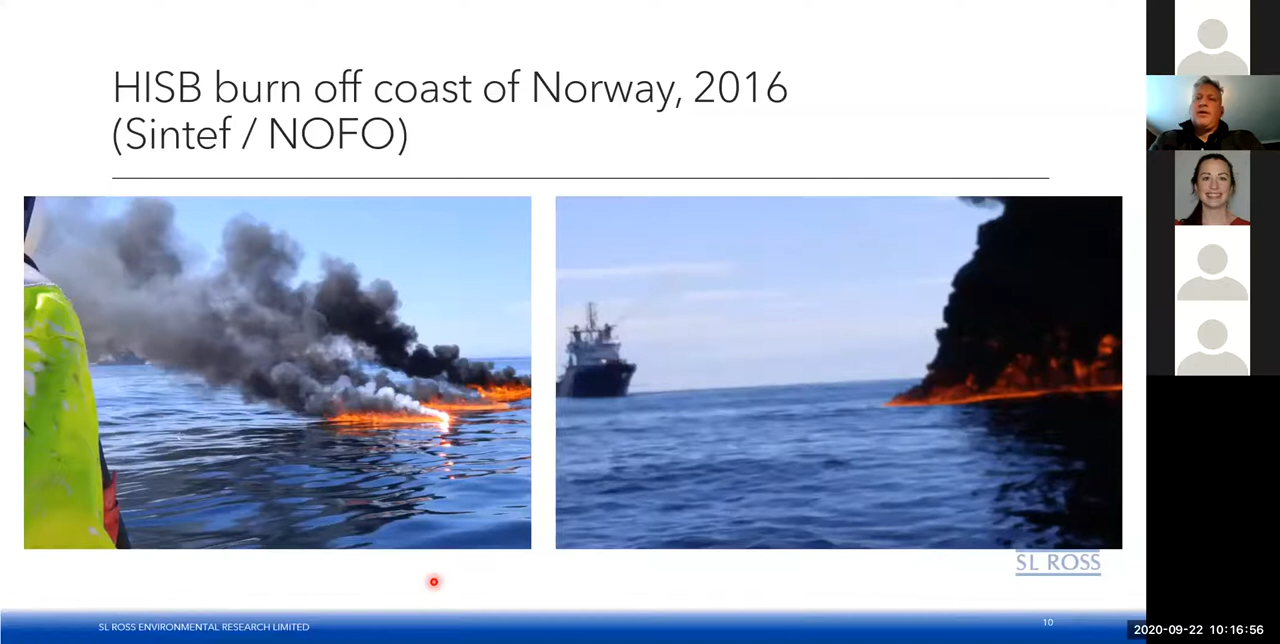 HISB burn off coast of Norway, 2016
(Sintef / NOFO)
SL ROSS
SL ROSS ENVIRONMENTAL RESEARCH LIMITED
10
2020-09-22 10:16:56